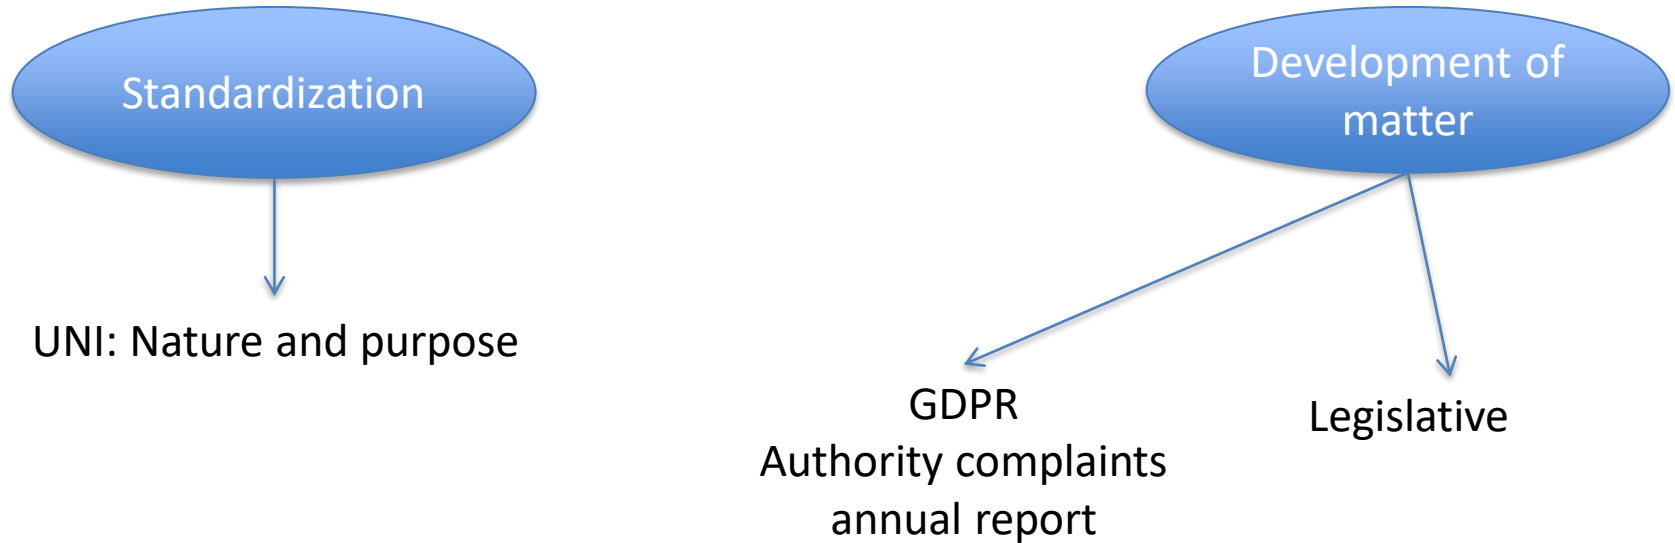 Standardization
Development of
matter
UNI: Nature and purpose
GDPR
Authority complaints
annual report
Legislative